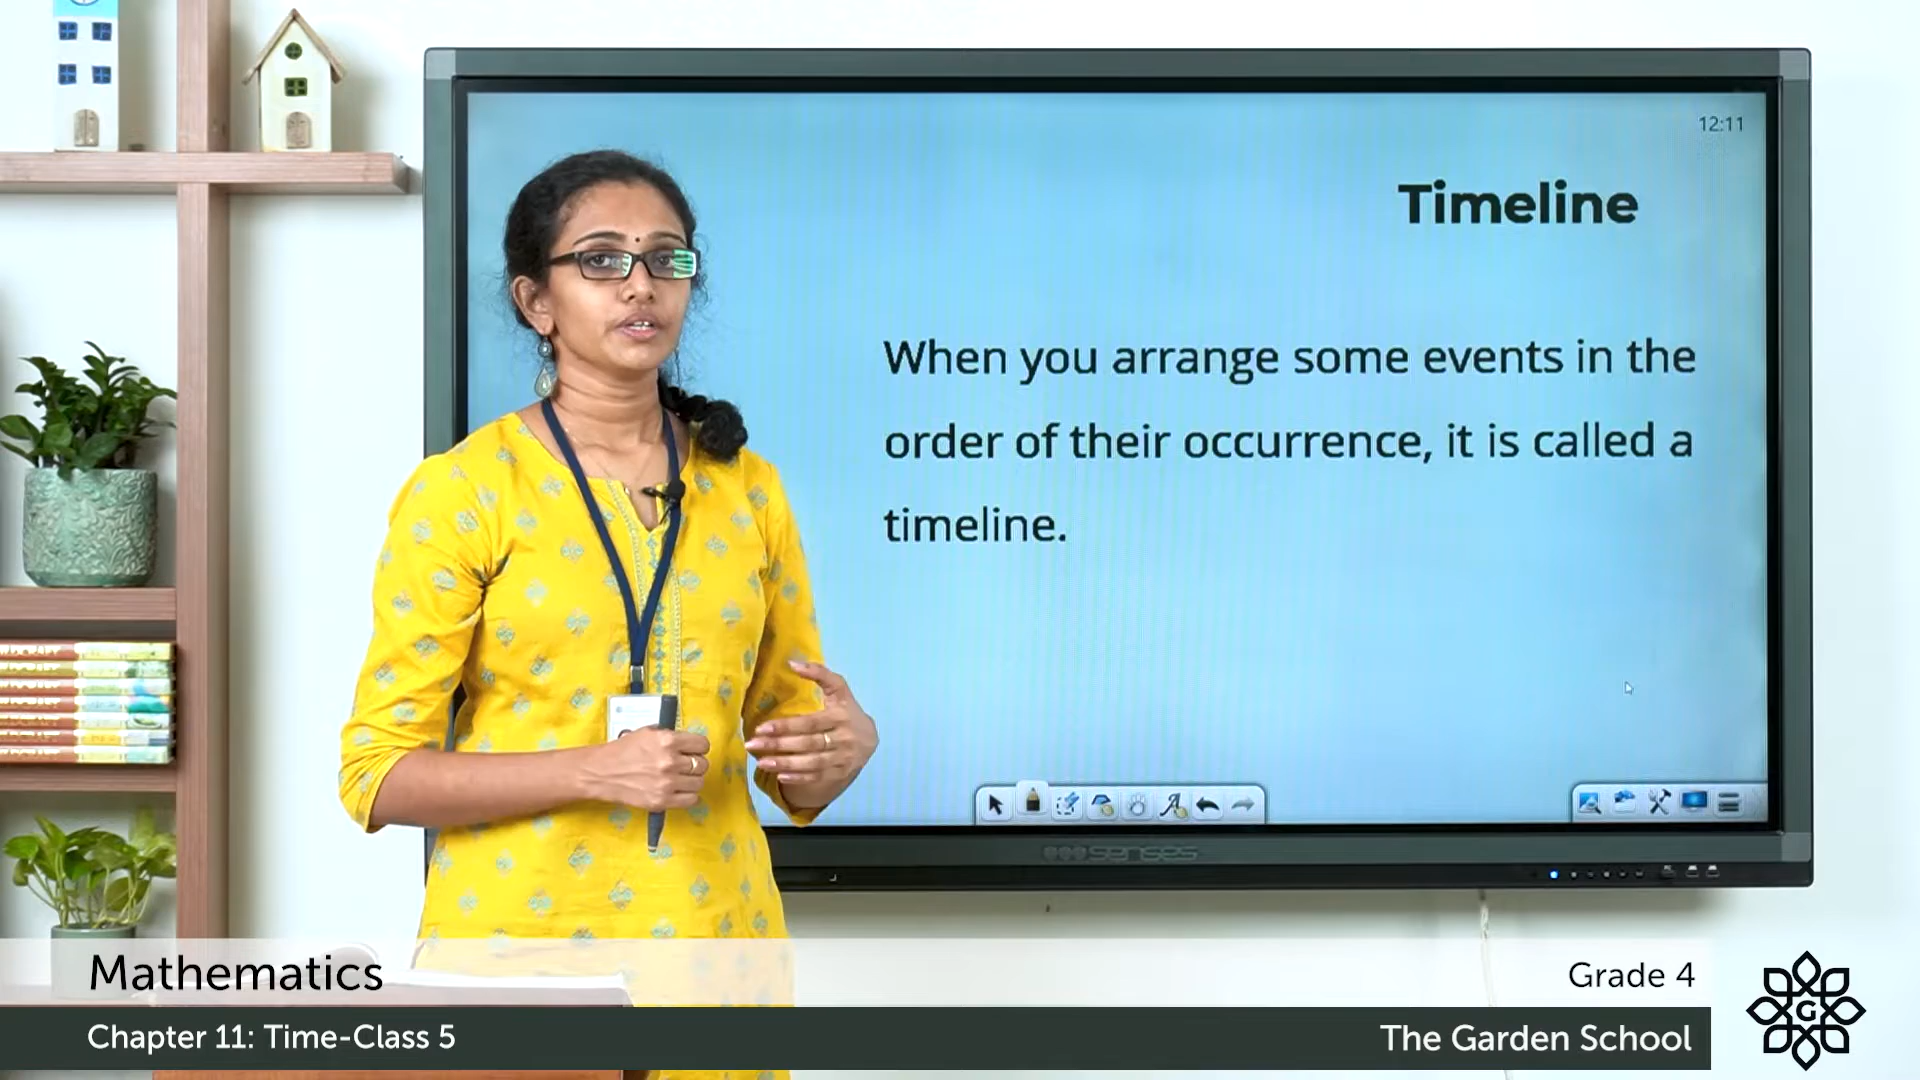 12:11
Timeline
When you arrange some events in the
order of their occurrence, it is called a
timeline.
senses
Mathematics
Grade 4
Chapter 11: Time-Class 5
The Garden School
G